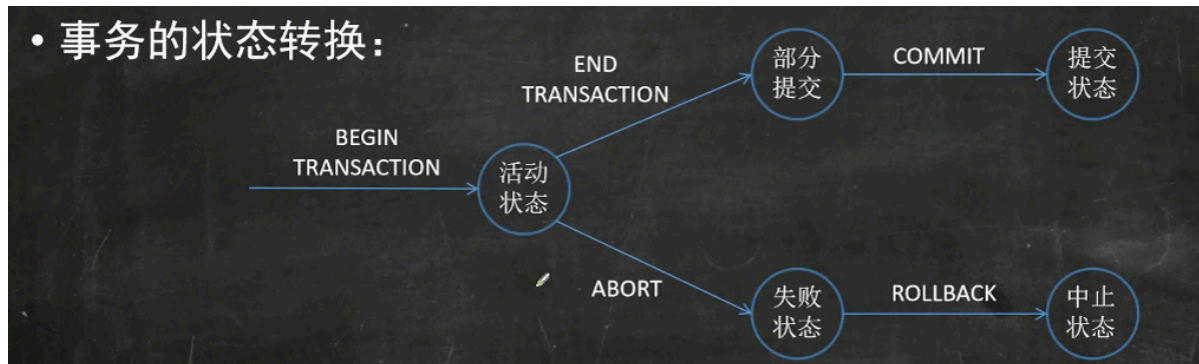 • 事务的状态转换：
BEGIN
TRANSACTION
活动
状态
END
TRANSACTION
部分
提交
COMMIT
提交
状态
ABORT
失败
状态
ROLLBACK
中止
状态